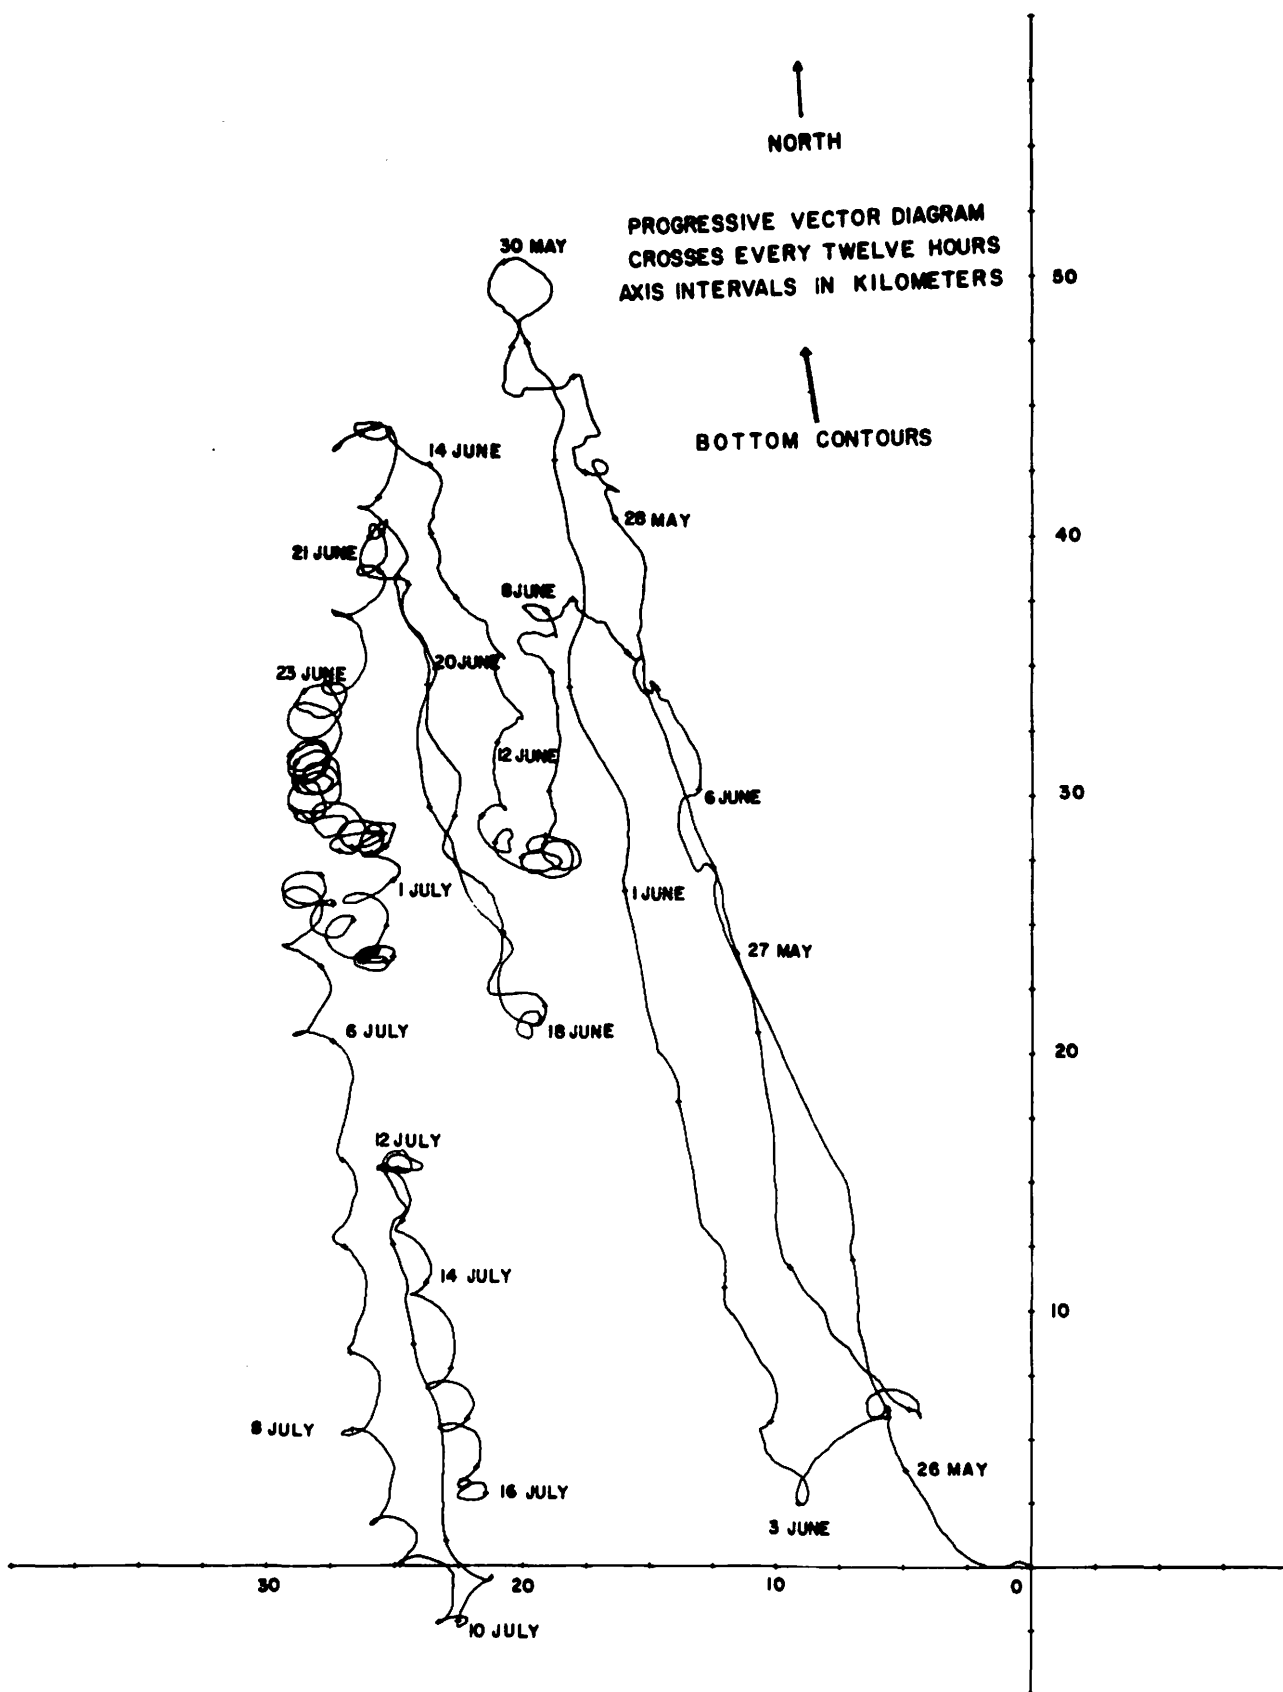 NORTH
PROGRESSIVE VECTOR DIAGRAM
CROSSES EVERY TWELVE HOURS
AXIS INTERVALS IN KILOMETERS
30 MAY
50
BOTTOM CONTOURS
14 JUNE
28 MAY
40
21 JUNE
8 JUNE
20 JUNE
23 JUNE
12 JUNE
6 JUNE
30
1 JULY
1 JUNE
27 MAY
6 JULY
18 JUNE
20
12 JULY
14 JULY
10
8 JULY
26 MAY
16 JULY
3 JUNE
30
20
10
0
10 JULY